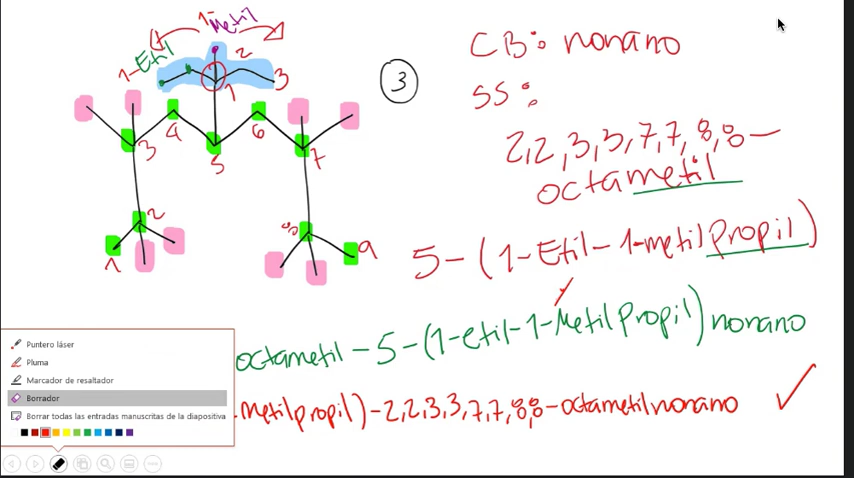 1-Metil
1-Etil
2
1
3
3
4
5
6
7
2
1
8
9
3
CB: nonano
SS:
2,2,3,3,7,7,8,8-
octametil
5-(1-Etil-1-metilPropil)
octametil-5-(1-etil-1-MetilPropil)nonano
.metilpropil)-2,2,3,3,7,7,8,8-octametilnonano
Puntero láser
Pluma
Marcador de resaltador
Borrador
Borrar todas las entradas manuscritas de la diapositiva